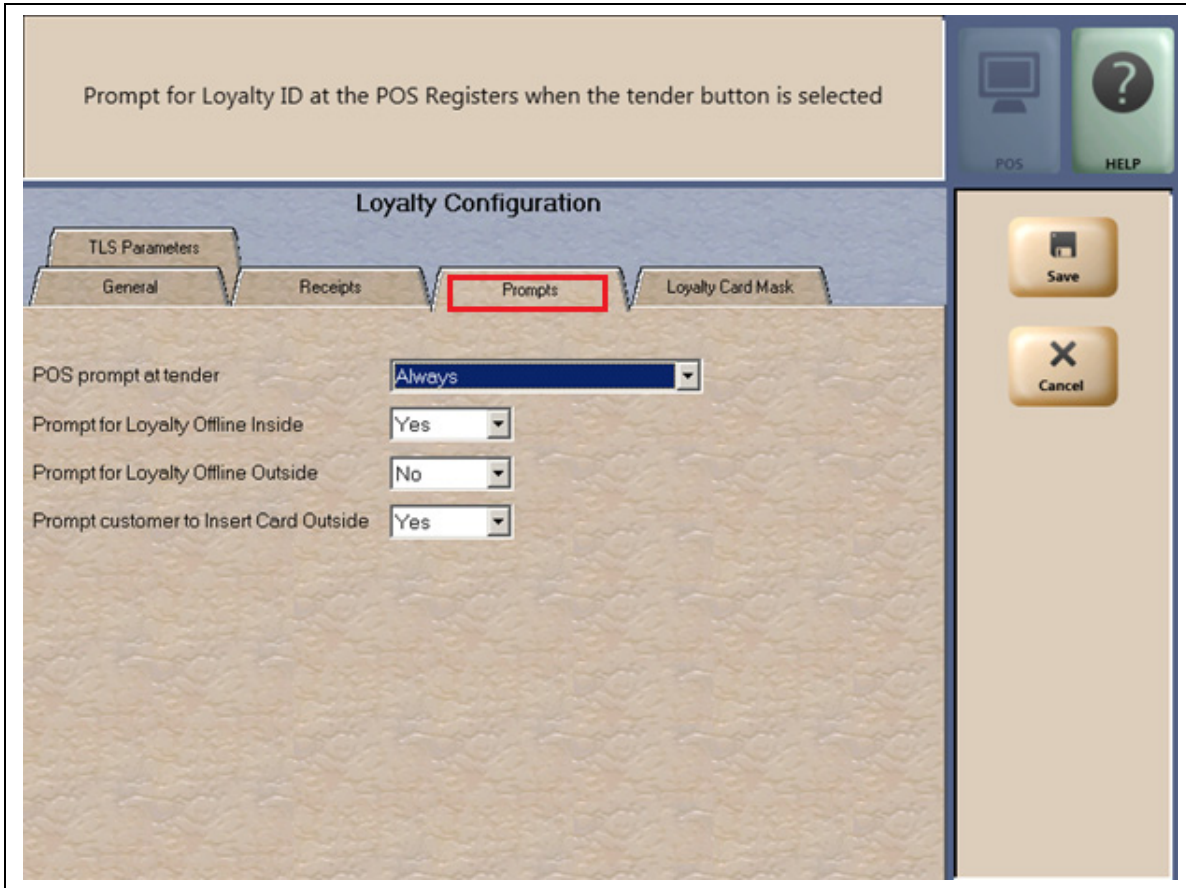 Prompt for Loyalty ID at the POS Registers when the tender button is selected
POS
HELP
Loyalty Configuration
TLS Parameters
General
Receipts
Prompts
Loyalty Card Mask
Save
Cancel
POS prompt at tender
Always
Prompt for Loyalty Offline Inside
Yes
Prompt for Loyalty Offline Outside
No
Prompt customer to Insert Card Outside
Yes